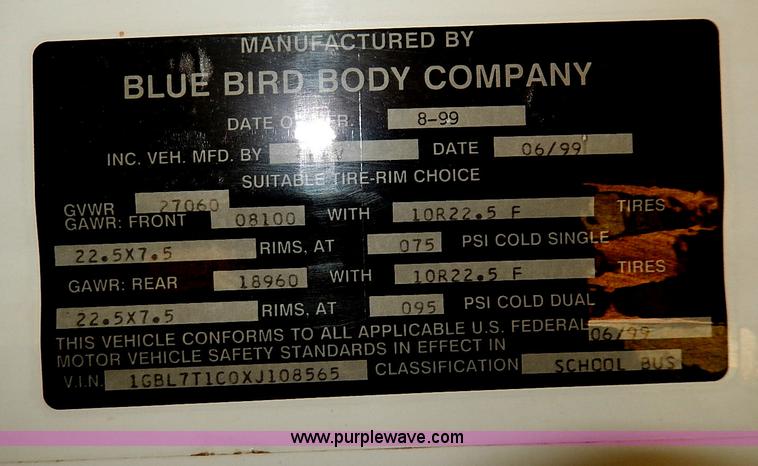 MANUFACTURED BY
BLUE BIRD BODY COMPANY
DATE 8-99
INC. VEH. MFD. BY DATE 06/99
SUITABLE TIRE-RIM CHOICE
GVWR 27060
GAWR: FRONT 08100 WITH 10R22.5 F TIRES
22.5X7.5 RIMS, AT 075 PSI COLD SINGLE
GAWR: REAR 18960 WITH 10R22.5 F TIRES
22.5X7.5 RIMS, AT 095 PSI COLD DUAL
THIS VEHICLE CONFORMS TO ALL APPLICABLE U.S. FEDERAL
MOTOR VEHICLE SAFETY STANDARDS IN EFFECT IN 06/99
V.I.N. 1GBL7T1C0XJ108565 CLASSIFICATION SCHOOL BUS
www.purplewave.com